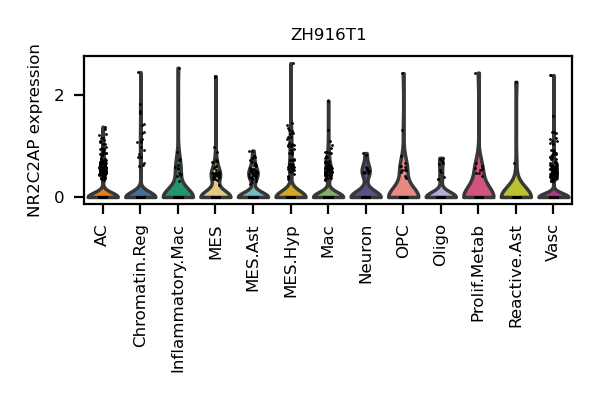 ZH916T1
NR2C2AP expression
2
0
AC
Chromatin.Reg
Inflammatory.Mac
MES
MES.Ast
MES.Hyp
Mac
Neuron
OPC
Oligo
Prolif.Metab
Reactive.Ast
Vasc